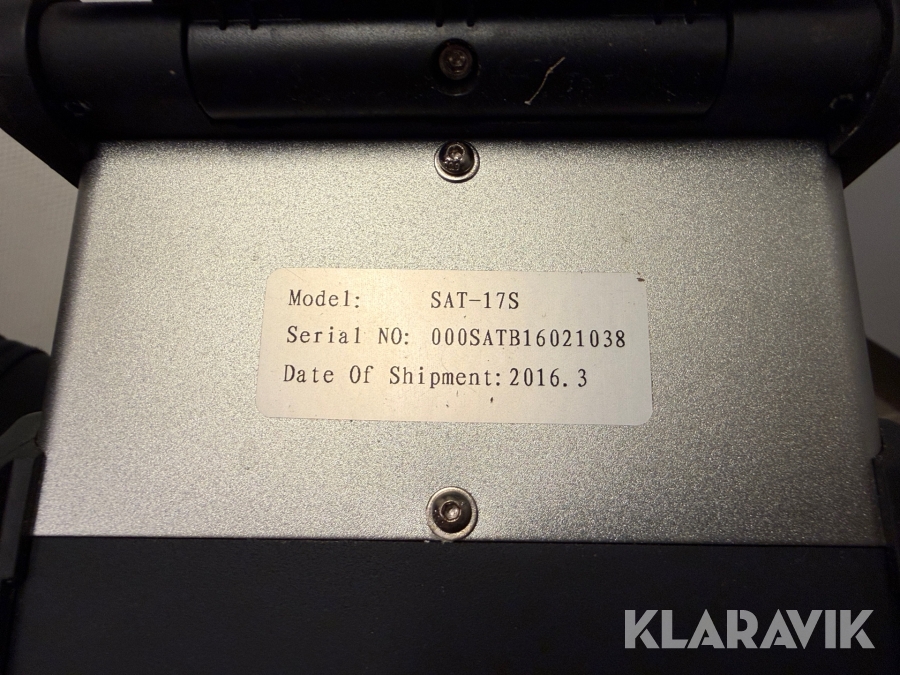 Model: SAT-17S
Serial NO: 000SATB16021038
Date Of Shipment: 2016.3
KLARAVIK